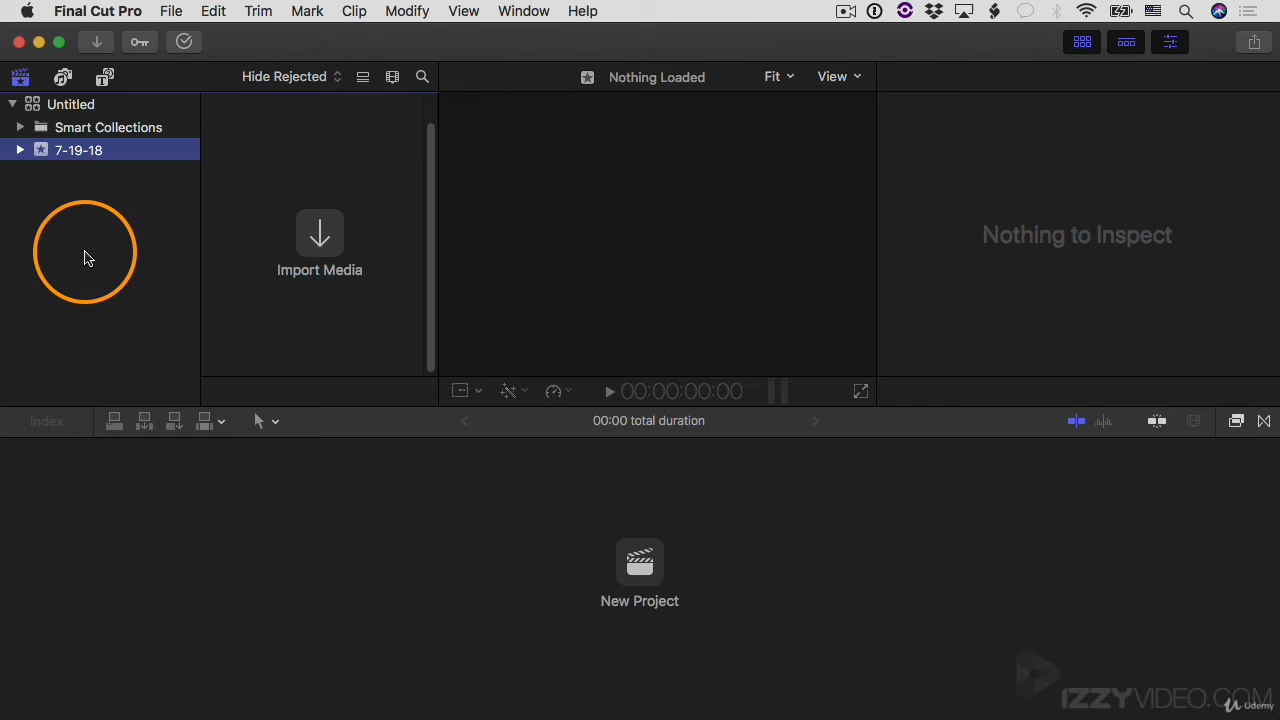 Final Cut Pro File Edit Trim Mark Clip Modify View Window Help
Hide Rejected
Nothing Loaded
Fit
View
Untitled
Smart Collections
7-19-18
Import Media
Nothing to Inspect
00:00:00:00
Index
00:00 total duration
New Project
IZZYVIDEO.COM
Udemy